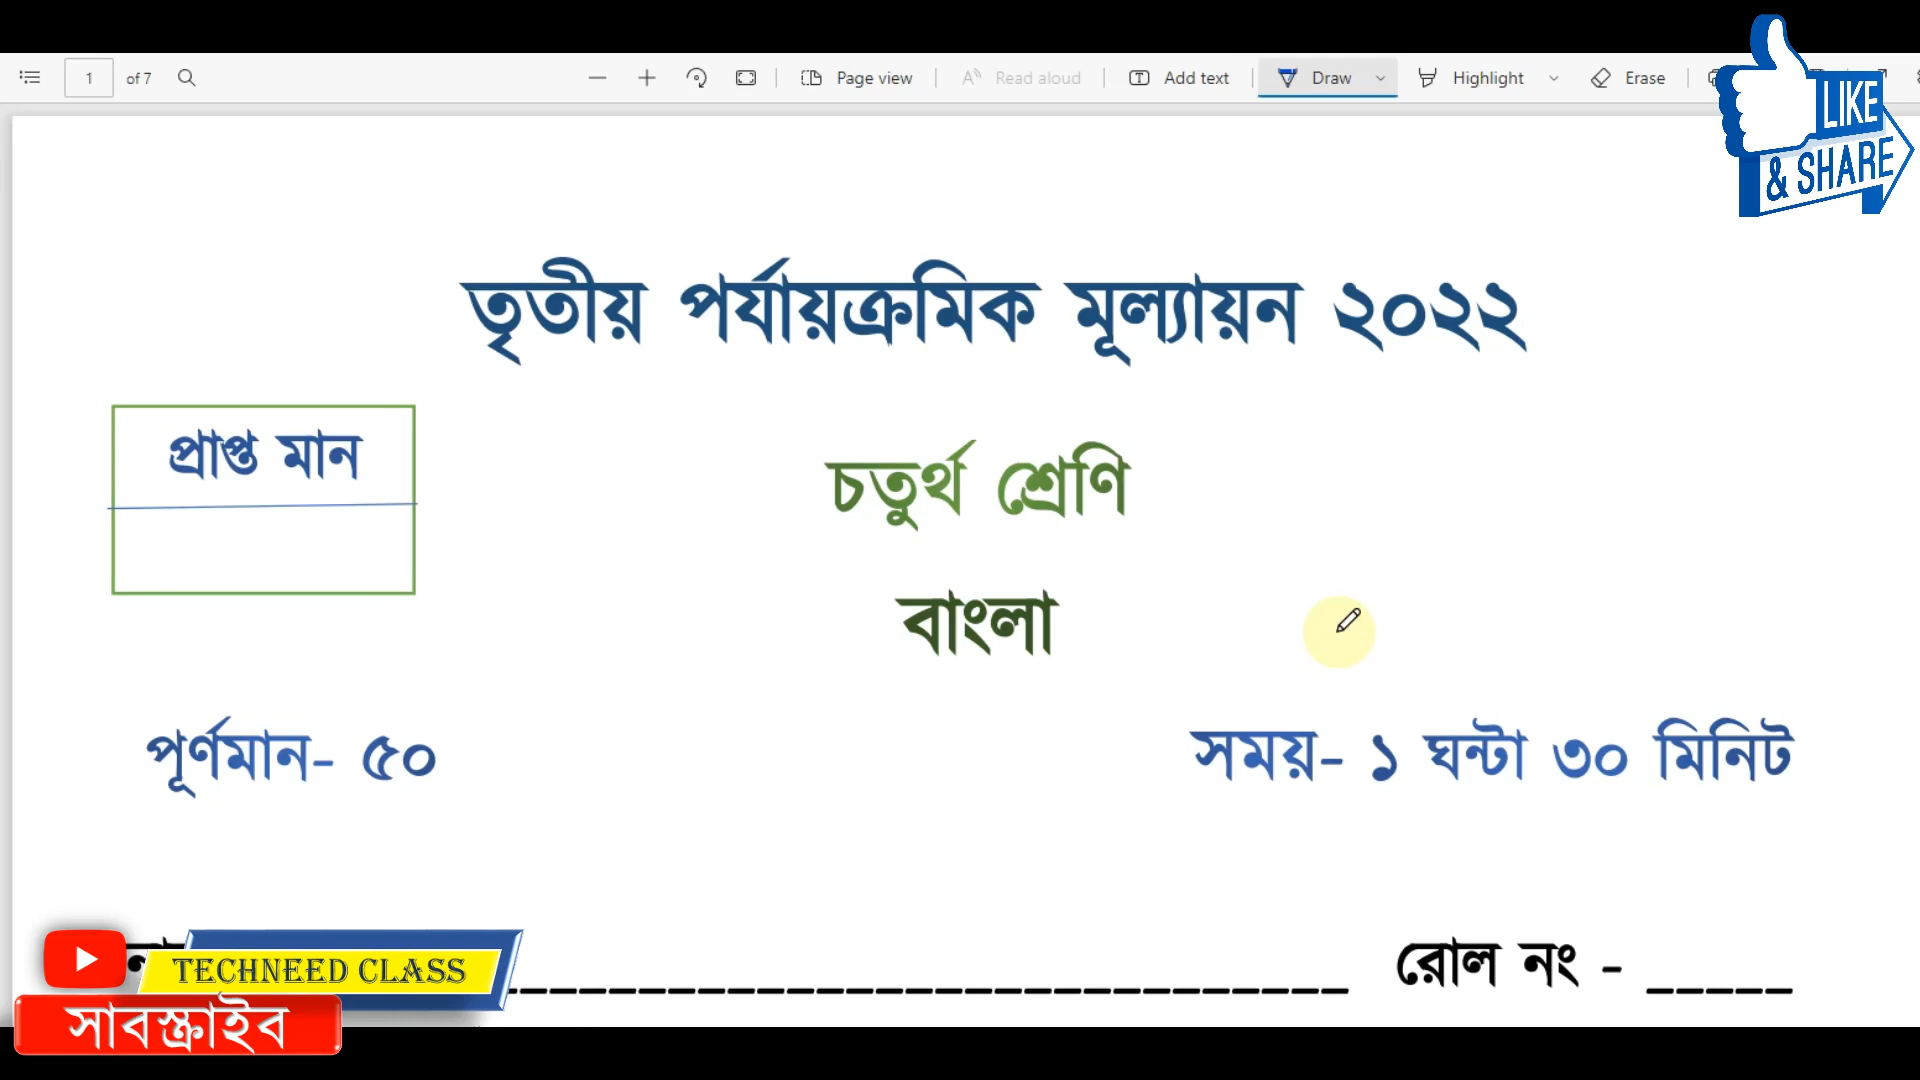 1 of 7 Page view Read aloud Add text Draw Highlight Erase
LIKE
& SHARE
তৃতীয় পর্যায়ক্রমিক মূল্যায়ন ২০২২
প্রাপ্ত মান
চতুর্থ শ্রেণি
বাংলা
পূর্ণমান- ৫০
সময়- ১ ঘন্টা ৩০ মিনিট
রোল নং - _____
TECHNEED CLASS
সাবস্ক্রাইব